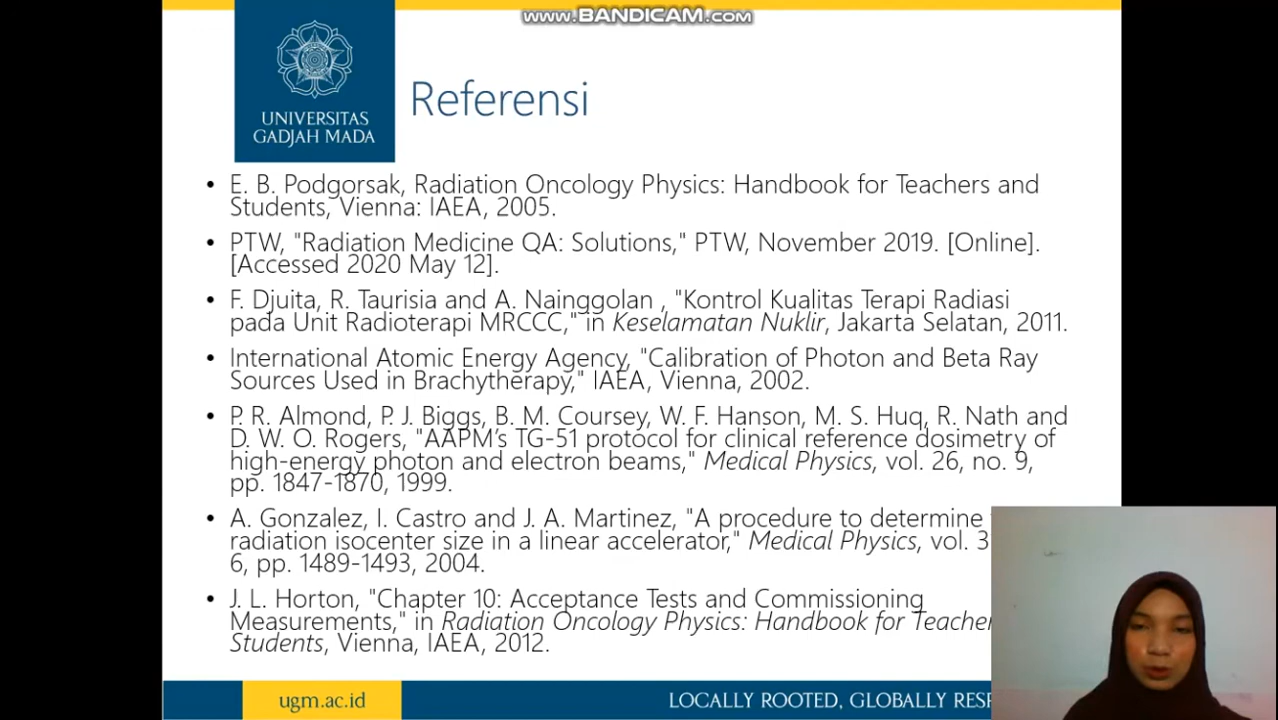 www.BANDICAM.com
UNIVERSITAS
GADJAH MADA
Referensi
• E. B. Podgorsak, Radiation Oncology Physics: Handbook for Teachers and
Students, Vienna: IAEA, 2005.
• PTW, "Radiation Medicine QA: Solutions," PTW, November 2019. [Online].
[Accessed 2020 May 12].
• F. Djuita, R. Taurisia and A. Nainggolan , "Kontrol Kualitas Terapi Radiasi
pada Unit Radioterapi MRCCC," in Keselamatan Nuklir, Jakarta Selatan, 2011.
• International Atomic Energy Agency, "Calibration of Photon and Beta Ray
Sources Used in Brachytherapy," IAEA, Vienna, 2002.
• P. R. Almond, P. J. Biggs, B. M. Coursey, W. F. Hanson, M. S. Huq, R. Nath and
D. W. O. Rogers, "AAPM's TG-51 protocol for clinical reference dosimetry of
high-energy photon and electron beams," Medical Physics, vol. 26, no. 9,
pp. 1847-1870, 1999.
• A. Gonzalez, I. Castro and J. A. Martinez, "A procedure to determine
radiation isocenter size in a linear accelerator," Medical Physics, vol. 3
6, pp. 1489-1493, 2004.
• J. L. Horton, "Chapter 10: Acceptance Tests and Commissioning
Measurements," in Radiation Oncology Physics: Handbook for Teacher
Students, Vienna, IAEA, 2012.
ugm.ac.id
LOCALLY ROOTED, GLOBALLY RESP